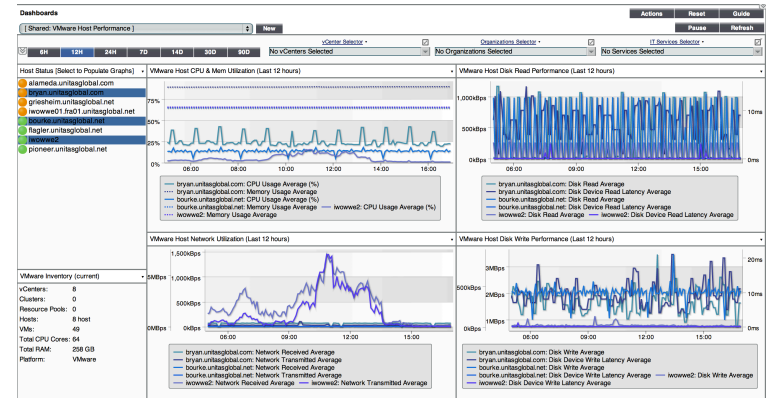 Dashboards
Actions Reset Guide
[ Shared: VMware Host Performance ] New
Pause Refresh
vCenter Selector Organizations Selector IT Services Selector
6H 12H 24H 7D 14D 30D 90D No vCenters Selected No Organizations Selected No Services Selected
Host Status [Select to Populate Graphs]
alameda.unitasglobal.com
bryan.unitasglobal.com
griesheim.unitasglobal.net
iwowwe01.fra01.unitasglobal.net
bourke.unitasglobal.net
flagler.unitasglobal.net
iwowwe2
pioneer.unitasglobal.net
VMware Host CPU & Mem Utilization (Last 12 hours)
75%
50%
25%
0%
06:00 08:00 10:00 12:00 14:00 16:00
bryan.unitasglobal.com: CPU Usage Average (%)
bryan.unitasglobal.com: Memory Usage Average
bourke.unitasglobal.net: CPU Usage Average (%)
bourke.unitasglobal.net: Memory Usage Average iwowwe2: CPU Usage Average (%)
iwowwe2: Memory Usage Average
VMware Host Disk Read Performance (Last 12 hours)
1,000kBps
500kBps
0kBps
10ms
0ms
06:00 09:00 12:00 15:00
bryan.unitasglobal.com: Disk Read Average
bryan.unitasglobal.com: Disk Device Read Latency Average
bourke.unitasglobal.net: Disk Read Average
bourke.unitasglobal.net: Disk Device Read Latency Average
iwowwe2: Disk Read Average iwowwe2: Disk Device Read Latency Average
VMware Inventory (current)
vCenters: 8
Clusters: 0
Resource Pools: 0
Hosts: 8 host
VMs: 49
Total CPU Cores: 64
Total RAM: 258 GB
Platform: VMware
VMware Host Network Utilization (Last 12 hours)
5MBps
0MBps
1,500kBps
1,000kBps
500kBps
0kBps
06:00 09:00 12:00 15:00
bryan.unitasglobal.com: Network Received Average
bryan.unitasglobal.com: Network Transmitted Average
bourke.unitasglobal.net: Network Received Average
bourke.unitasglobal.net: Network Transmitted Average
iwowwe2: Network Received Average iwowwe2: Network Transmitted Average
VMware Host Disk Write Performance (Last 12 hours)
500kBps
0kBps
3MBps
2MBps
1MBps
20ms
10ms
0ms
06:00 09:00 12:00 15:00
bryan.unitasglobal.com: Disk Write Average
bryan.unitasglobal.com: Disk Device Write Latency Average
bourke.unitasglobal.net: Disk Write Average
bourke.unitasglobal.net: Disk Device Write Latency Average iwowwe2: Disk Write Average
iwowwe2: Disk Device Write Latency Average